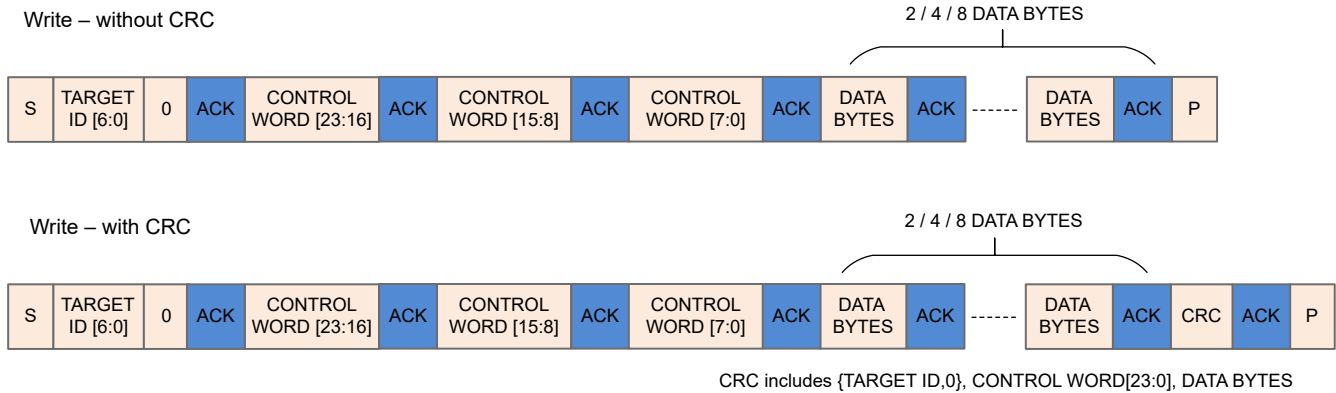 Write – without CRC
2 / 4 / 8 DATA BYTES
S
TARGET
ID [6:0]
0
ACK
CONTROL
WORD [23:16]
ACK
CONTROL
WORD [15:8]
ACK
CONTROL
WORD [7:0]
ACK
DATA
BYTES
ACK
DATA
BYTES
ACK
P
Write – with CRC
2 / 4 / 8 DATA BYTES
S
TARGET
ID [6:0]
0
ACK
CONTROL
WORD [23:16]
ACK
CONTROL
WORD [15:8]
ACK
CONTROL
WORD [7:0]
ACK
DATA
BYTES
ACK
DATA
BYTES
ACK
CRC
ACK
P
CRC includes {TARGET ID,0}, CONTROL WORD[23:0], DATA BYTES